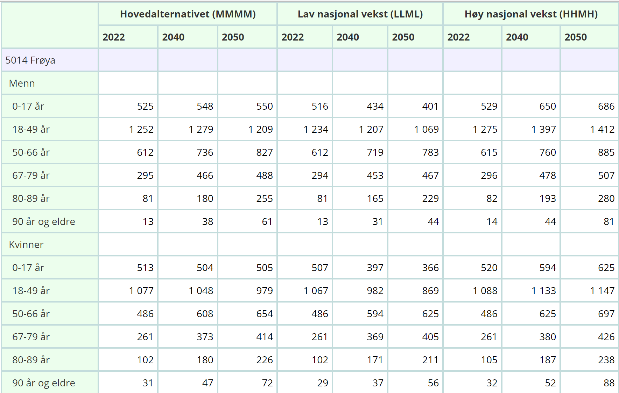 Hovedalternativet (MMMM) Lav nasjonal vekst (LLML) Høy nasjonal vekst (HHMH)
2022 2040 2050 2022 2040 2050 2022 2040 2050
5014 Frøya
Menn
0-17 år 525 548 550 516 434 401 529 650 686
18-49 år 1 252 1 279 1 209 1 234 1 207 1 069 1 275 1 397 1 412
50-66 år 612 736 827 612 719 783 615 760 885
67-79 år 295 466 488 294 453 467 296 478 507
80-89 år 81 180 255 81 165 229 82 193 280
90 år og eldre 13 38 61 13 31 44 14 44 81
Kvinner
0-17 år 513 504 505 507 397 366 520 594 625
18-49 år 1 077 1 048 979 1 067 982 869 1 088 1 133 1 147
50-66 år 486 608 654 486 594 625 486 625 697
67-79 år 261 373 414 261 369 405 261 380 426
80-89 år 102 180 226 102 171 211 105 187 238
90 år og eldre 31 47 72 29 37 56 32 52 88